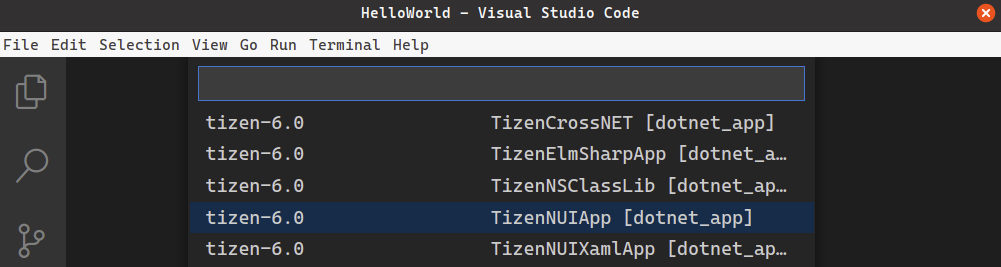 HelloWorld - Visual Studio Code
File Edit Selection View Go Run Terminal Help
tizen-6.0 TizenCrossNET [dotnet_app]
tizen-6.0 TizenElmSharpApp [dotnet_a…
tizen-6.0 TizenNSClassLib [dotnet_ap…
tizen-6.0 TizenNUIApp [dotnet_app]
tizen-6.0 TizenNUIXamlApp [dotnet_ap…